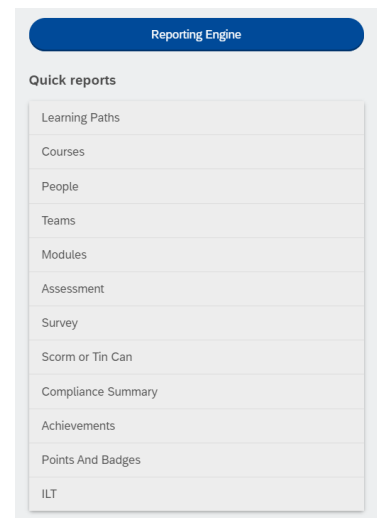 Reporting Engine
Quick reports
Learning Paths
Courses
People
Teams
Modules
Assessment
Survey
Scorm or Tin Can
Compliance Summary
Achievements
Points And Badges
ILT